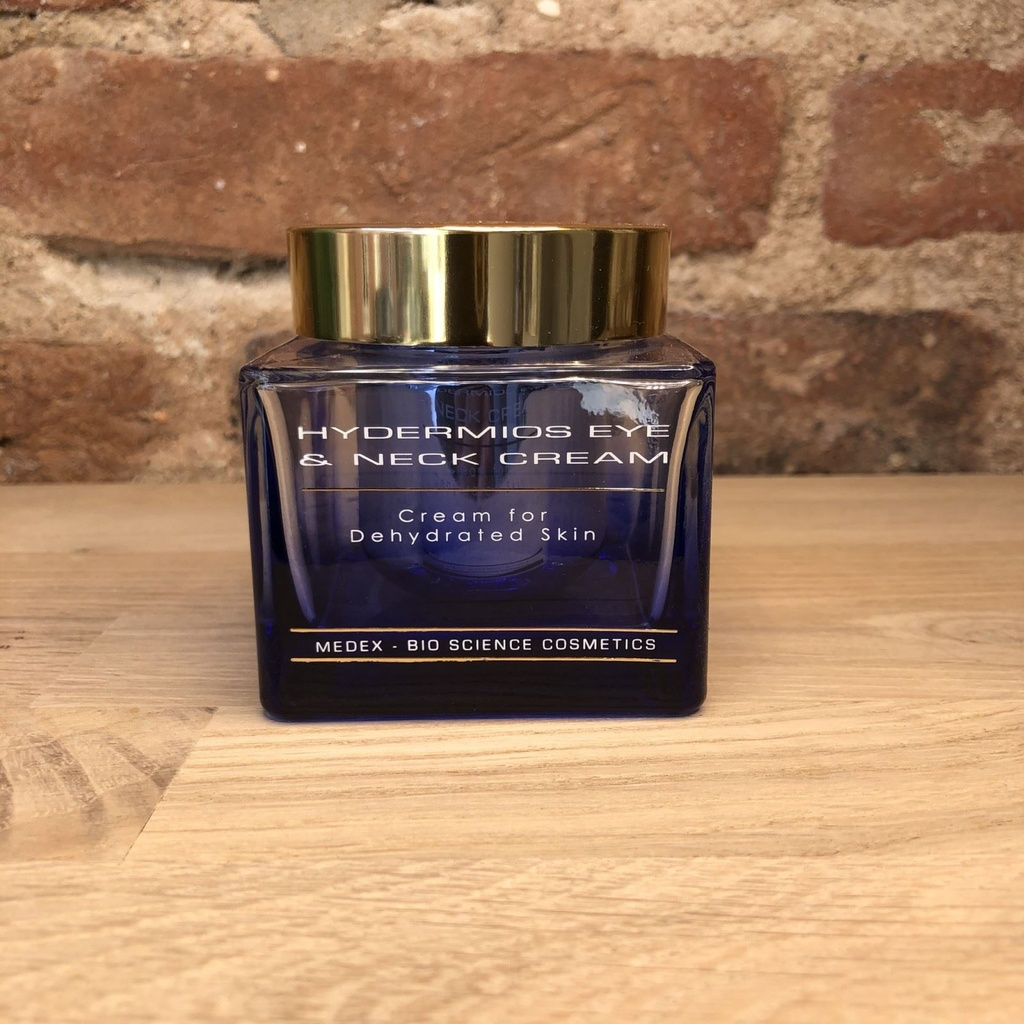 HYDERMIOS EYE
& NECK CREAM
Cream for
Dehydrated Skin
MEDEX - BIO SCIENCE COSMETICS